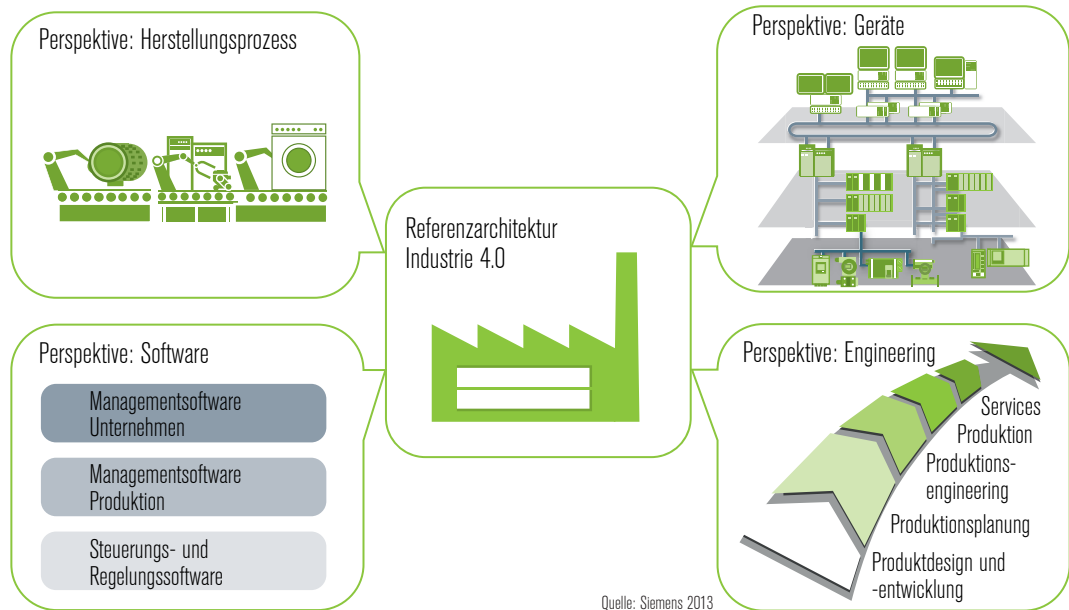 Perspektive: Herstellungsprozess
Perspektive: Geräte
Referenzarchitektur
Industrie 4.0
Perspektive: Software
Managementsoftware
Unternehmen
Managementsoftware
Produktion
Steuerungs- und
Regelungssoftware
Perspektive: Engineering
Services
Produktion
Produktions-
engineering
Produktionsplanung
Produktdesign und
-entwicklung
Quelle: Siemens 2013